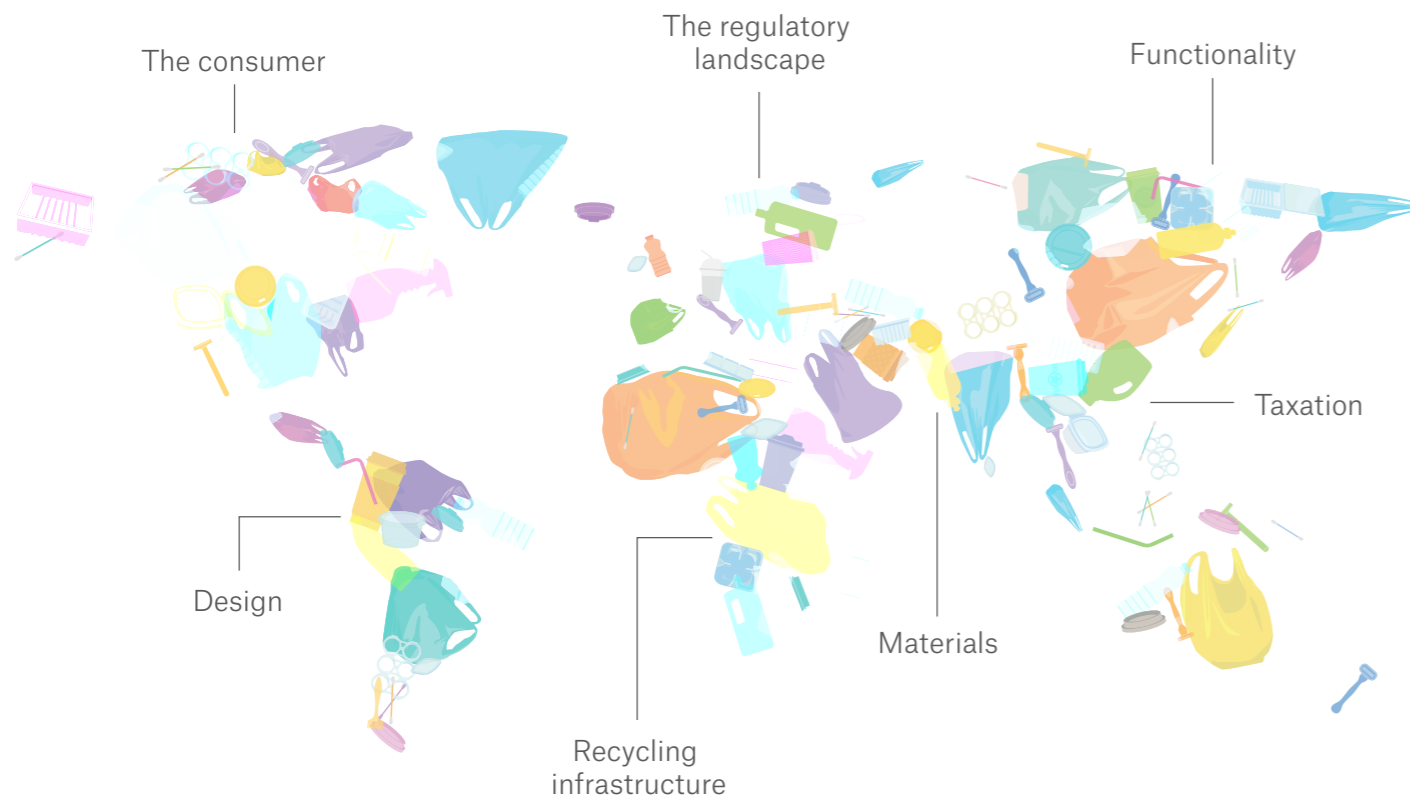 The consumer
The regulatory
landscape
Functionality
Taxation
Design
Materials
Recycling
infrastructure